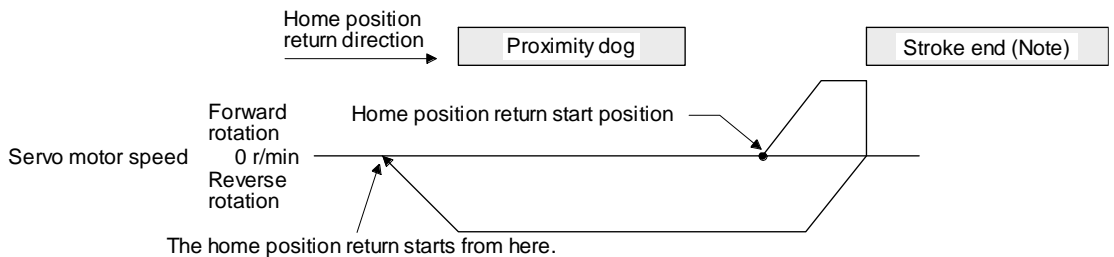 Home position
return direction
Proximity dog
Stroke end (Note)
Forward
rotation
Home position return start position
Servo motor speed 0 r/min
Reverse
rotation
The home position return starts from here.